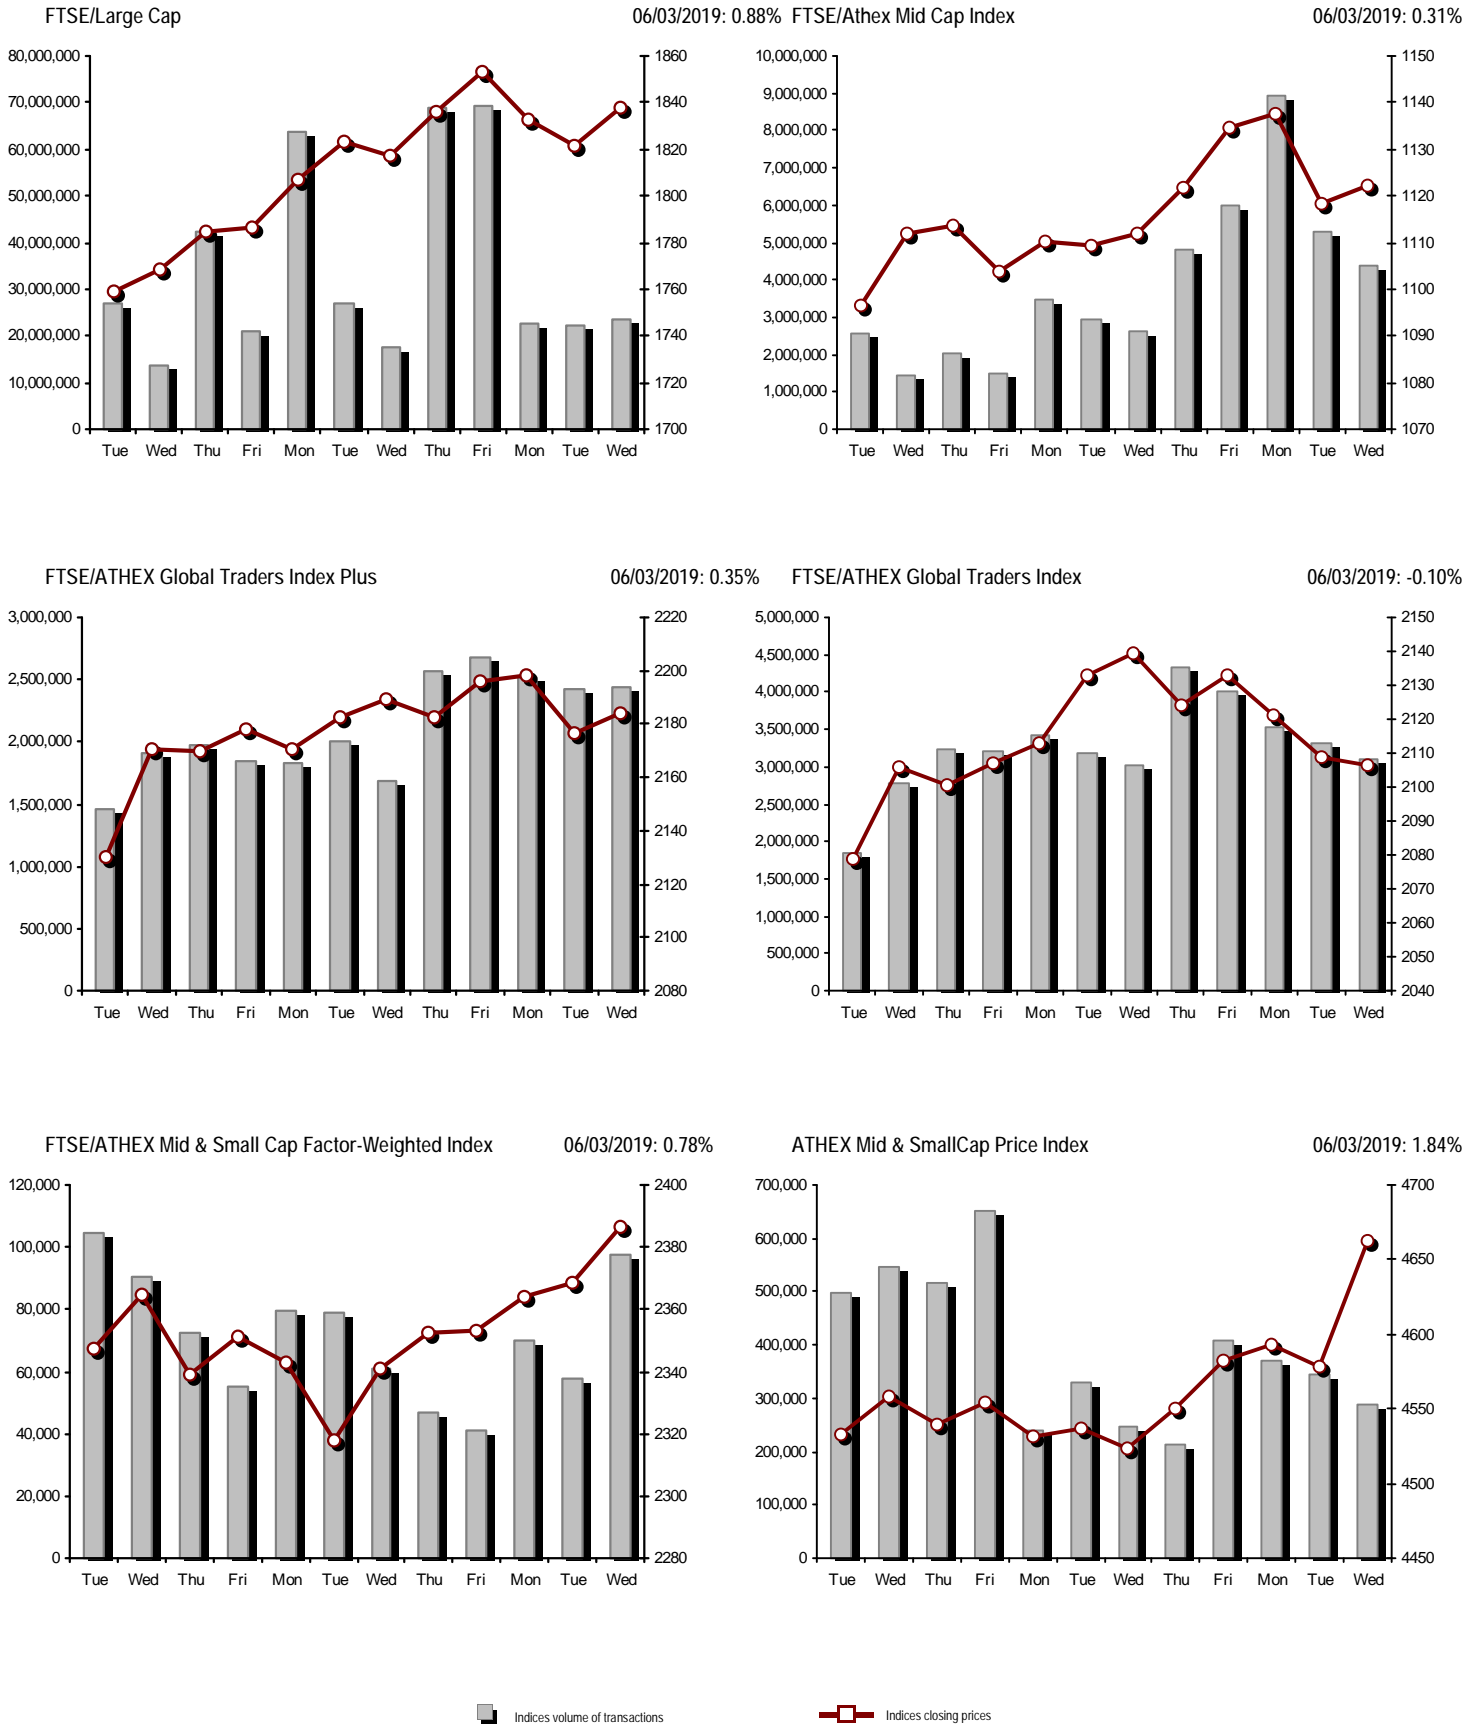 FTSE/Large Cap 06/03/2019: 0.88% FTSE/Athex Mid Cap Index 06/03/2019: 0.31%
80,000,000 1860 10,000,000 1150
70,000,000 1840 9,000,000 1140
60,000,000 1820 8,000,000 1130
50,000,000 1800 7,000,000 1120
40,000,000 1780 6,000,000 1110
30,000,000 1760 5,000,000 1100
20,000,000 1740 4,000,000 1090
10,000,000 1720 3,000,000 1080
0 1700 2,000,000 1070
1,000,000
0
Tue Wed Thu Fri Mon Tue Wed Thu Fri Mon Tue Wed Tue Wed Thu Fri Mon Tue Wed Thu Fri Mon Tue Wed
FTSE/ATHEX Global Traders Index Plus 06/03/2019: 0.35% FTSE/ATHEX Global Traders Index 06/03/2019: -0.10%
3,000,000 2220 5,000,000 2150
2,500,000 2200 4,500,000 2140
2,000,000 2180 4,000,000 2130
1,500,000 2160 3,500,000 2120
1,000,000 2140 3,000,000 2110
500,000 2120 2,500,000 2100
0 2100 2,000,000 2090
2080 1,500,000 2080
1,000,000 2070
500,000 2060
0 2050
2040
Tue Wed Thu Fri Mon Tue Wed Thu Fri Mon Tue Wed Tue Wed Thu Fri Mon Tue Wed Thu Fri Mon Tue Wed
FTSE/ATHEX Mid & Small Cap Factor-Weighted Index 06/03/2019: 0.78% ATHEX Mid & SmallCap Price Index 06/03/2019: 1.84%
120,000 2400 700,000 4700
100,000 2380 600,000 4650
80,000 2360 500,000 4600
60,000 2340 400,000 4550
40,000 2320 300,000 4500
20,000 2300 200,000 4450
0 2280 100,000
0
Tue Wed Thu Fri Mon Tue Wed Thu Fri Mon Tue Wed Tue Wed Thu Fri Mon Tue Wed Thu Fri Mon Tue Wed
Indices volume of transactions Indices closing prices